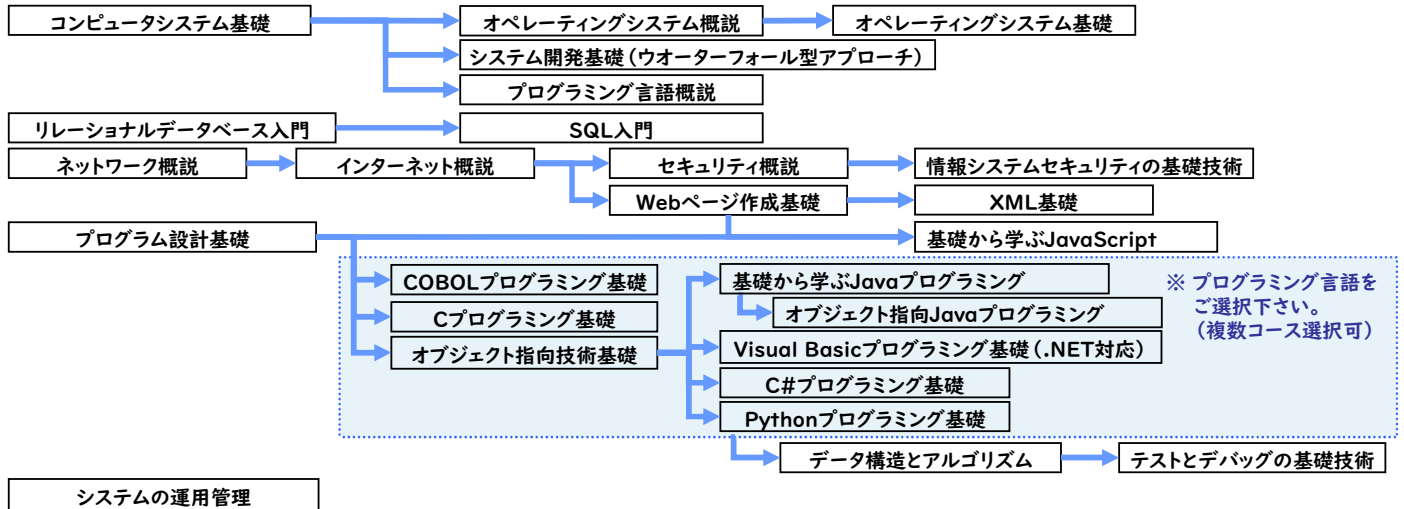 コンピュータシステム基礎
オペレーティングシステム概説
オペレーティングシステム基礎
システム開発基礎（ウオーターフォール型アプローチ）
プログラミング言語概説
リレーショナルデータベース入門
SQL入門
ネットワーク概説
インターネット概説
セキュリティ概説
情報システムセキュリティの基礎技術
Webページ作成基礎
XML基礎
プログラム設計基礎
基礎から学ぶJavaScript
COBOLプログラミング基礎
基礎から学ぶJavaプログラミング
※ プログラミング言語を
ご選択下さい。
（複数コース選択可）
Cプログラミング基礎
オブジェクト指向Javaプログラミング
オブジェクト指向技術基礎
Visual Basicプログラミング基礎（.NET対応）
C#プログラミング基礎
Pythonプログラミング基礎
データ構造とアルゴリズム
テストとデバッグの基礎技術
システムの運用管理